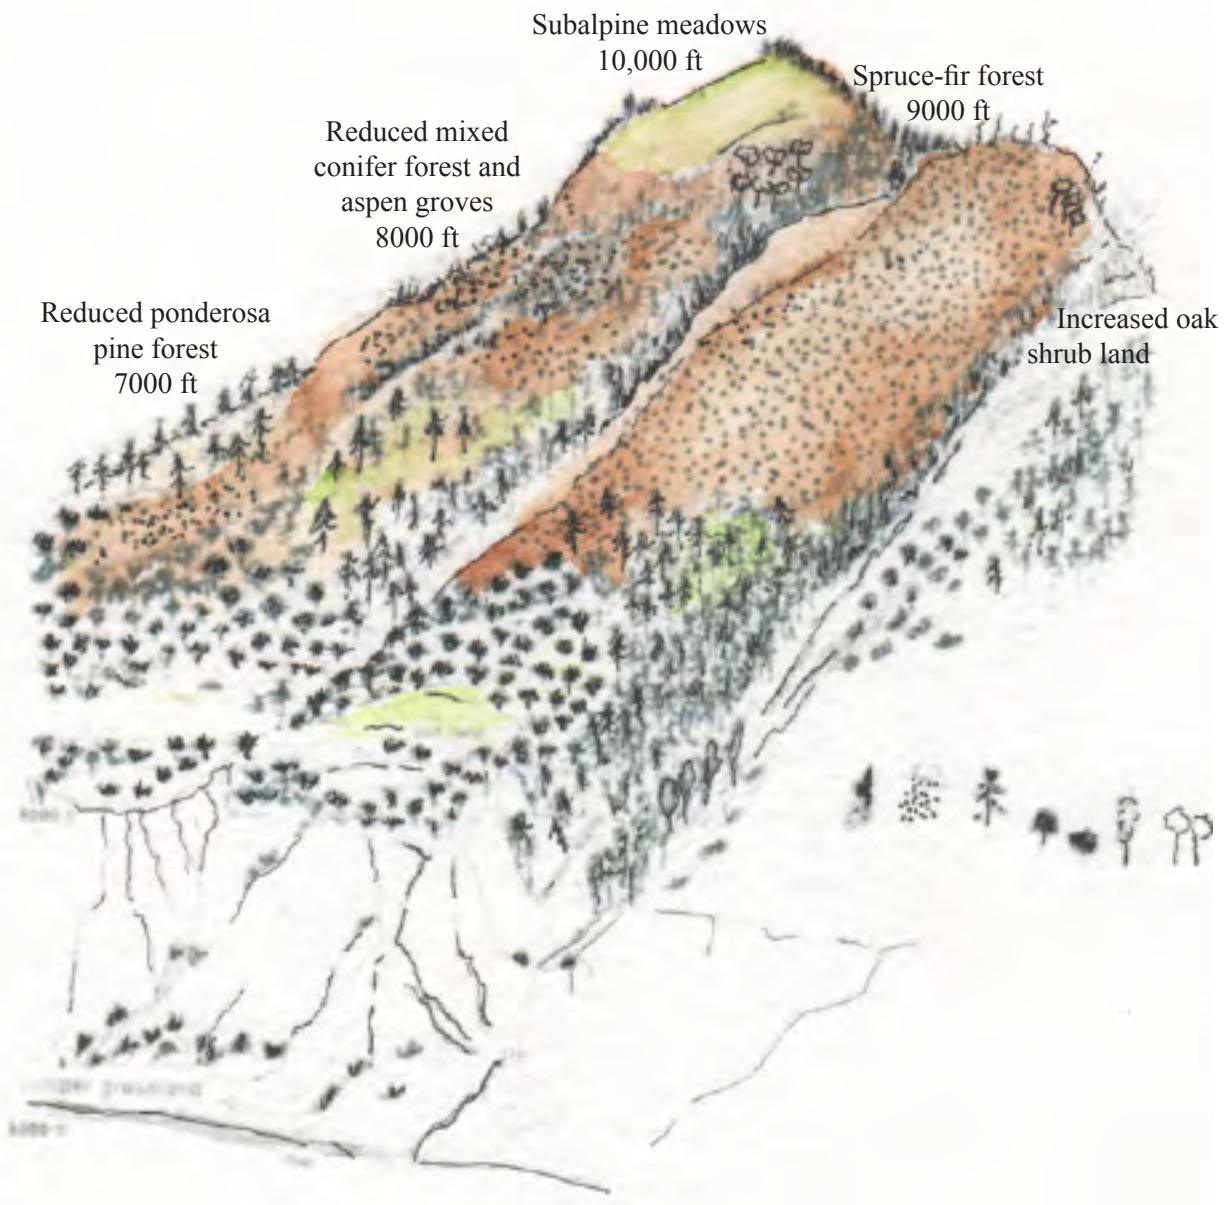 Subalpine meadows
10,000 ft
Spruce-fir forest
9000 ft
Reduced mixed
conifer forest and
aspen groves
8000 ft
Reduced ponderosa
pine forest
7000 ft
Increased oak
shrub land